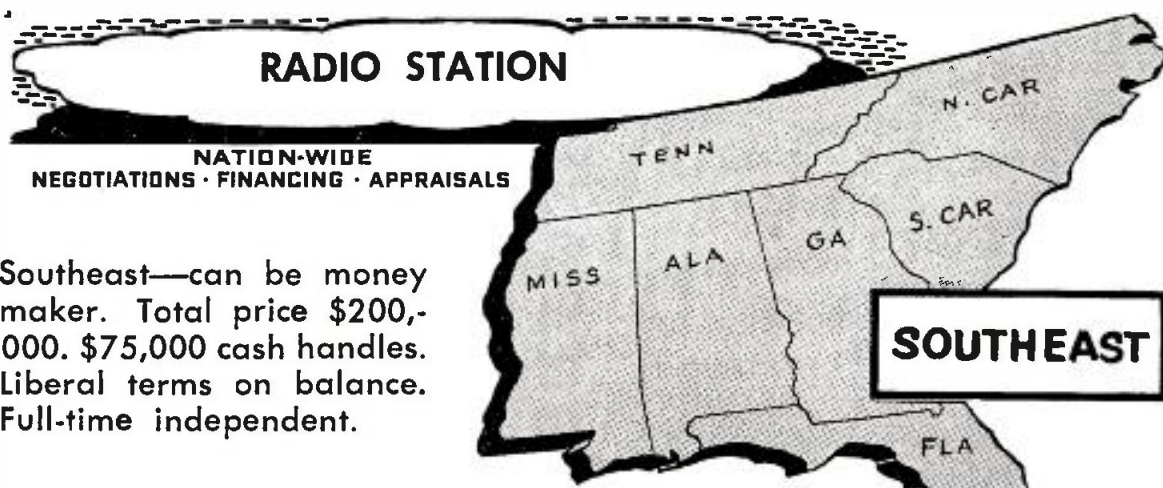 RADIO STATION
NATION-WIDE
NEGOTIATIONS · FINANCING · APPRAISALS
Southeast—can be money
maker. Total price $200,-
000. $75,000 cash handles.
Liberal terms on balance.
Full-time independent.
TENN
N. CAR
S. CAR
MISS
ALA
GA
SOUTHEAST
FLA